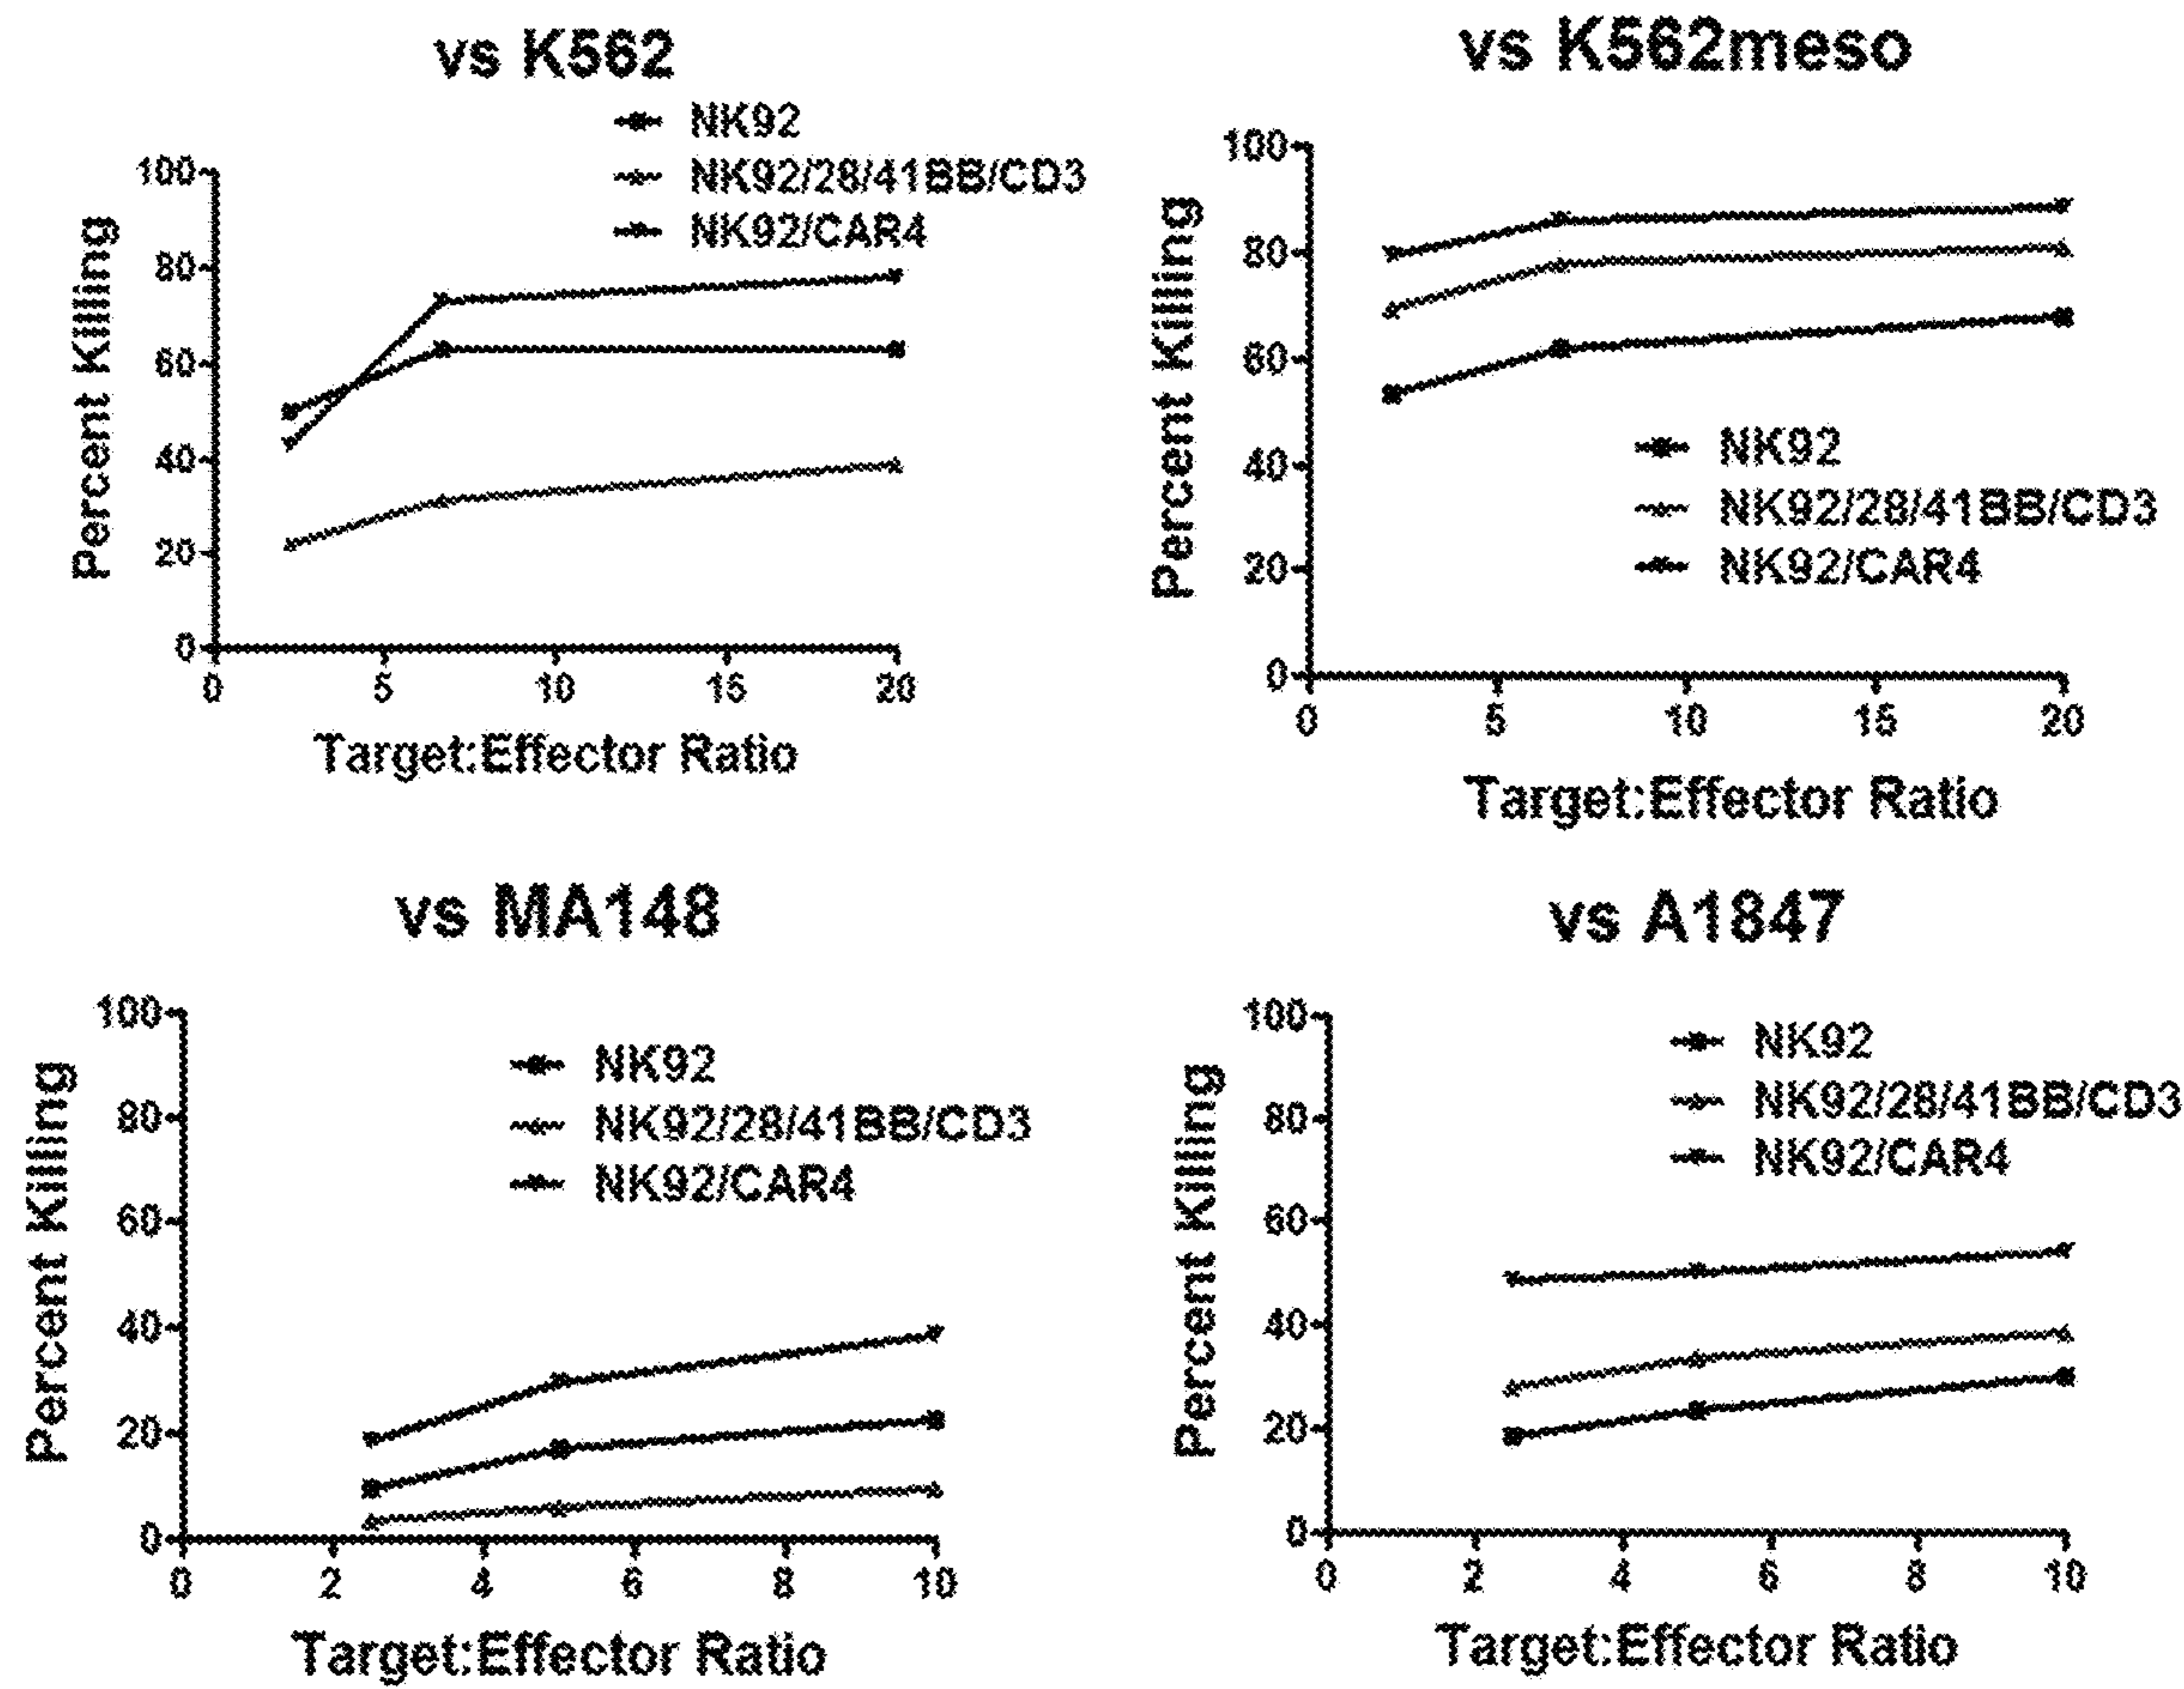 vs K562
NK92
NK92/28/41BB/CD3
NK92/CAR4
100
80
60
40
20
0
Percent Killing
0 5 10 15 20
Target:Effector Ratio
vs K562meso
100
80
60
40
20
0
Percent Killing
NK92
NK92/28/41BB/CD3
NK92/CAR4
0 5 10 15 20
Target:Effector Ratio
vs MA148
100
80
60
40
20
0
Percent Killing
NK92
NK92/28/41BB/CD3
NK92/CAR4
0 2 4 6 8 10
Target:Effector Ratio
vs A1847
100
80
60
40
20
0
Percent Killing
NK92
NK92/28/41BB/CD3
NK92/CAR4
0 2 4 6 8 10
Target:Effector Ratio